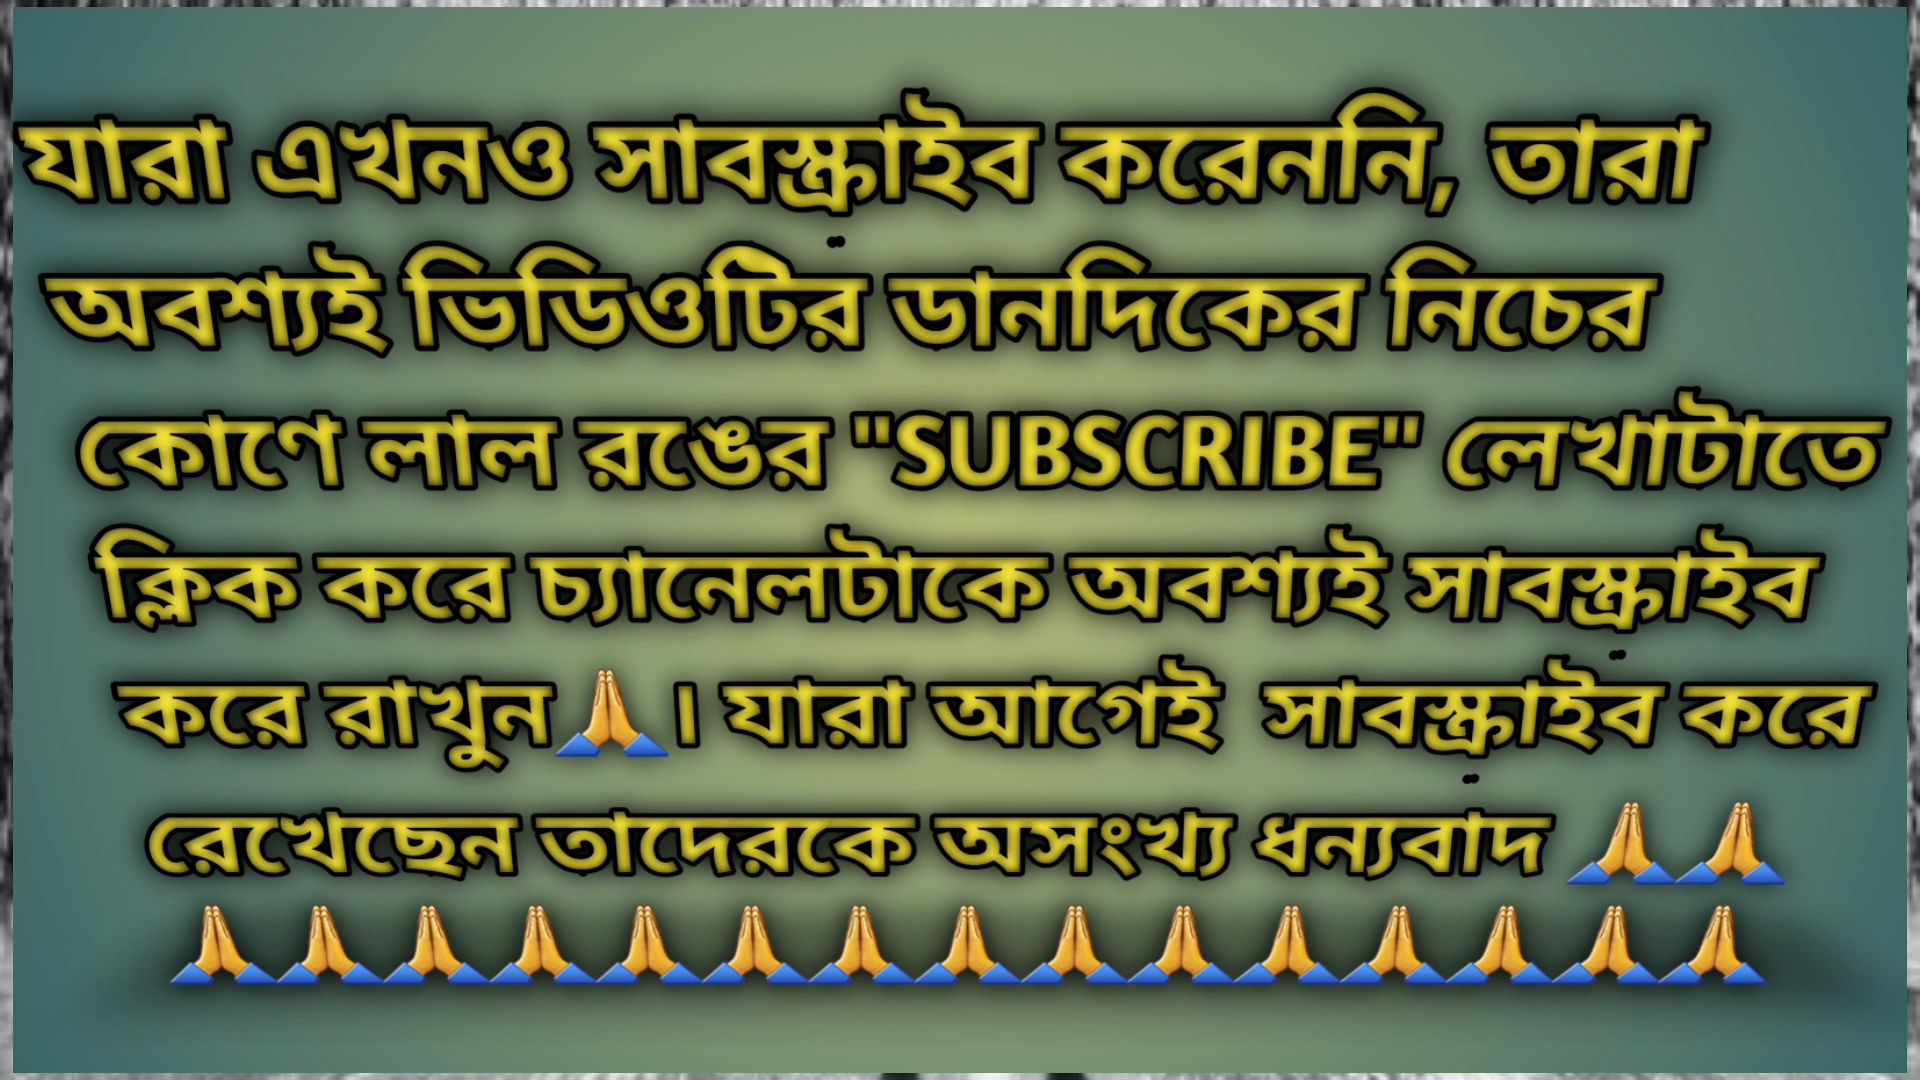 যারা এখনও সাবস্ক্রাইব করেননি, তারা
অবশ্যই ভিডিওটির ডানদিকের নিচের
কোণে লাল রঙের "SUBSCRIBE" লেখাটাতে
ক্লিক করে চ্যানেলটাকে অবশ্যই সাবস্ক্রাইব
করে রাখুন🙏। যারা আগেই  সাবস্ক্রাইব করে
রেখেছেন তাদেরকে অসংখ্য ধন্যবাদ 🙏🙏
🙏🙏🙏🙏🙏🙏🙏🙏🙏🙏🙏🙏🙏🙏🙏